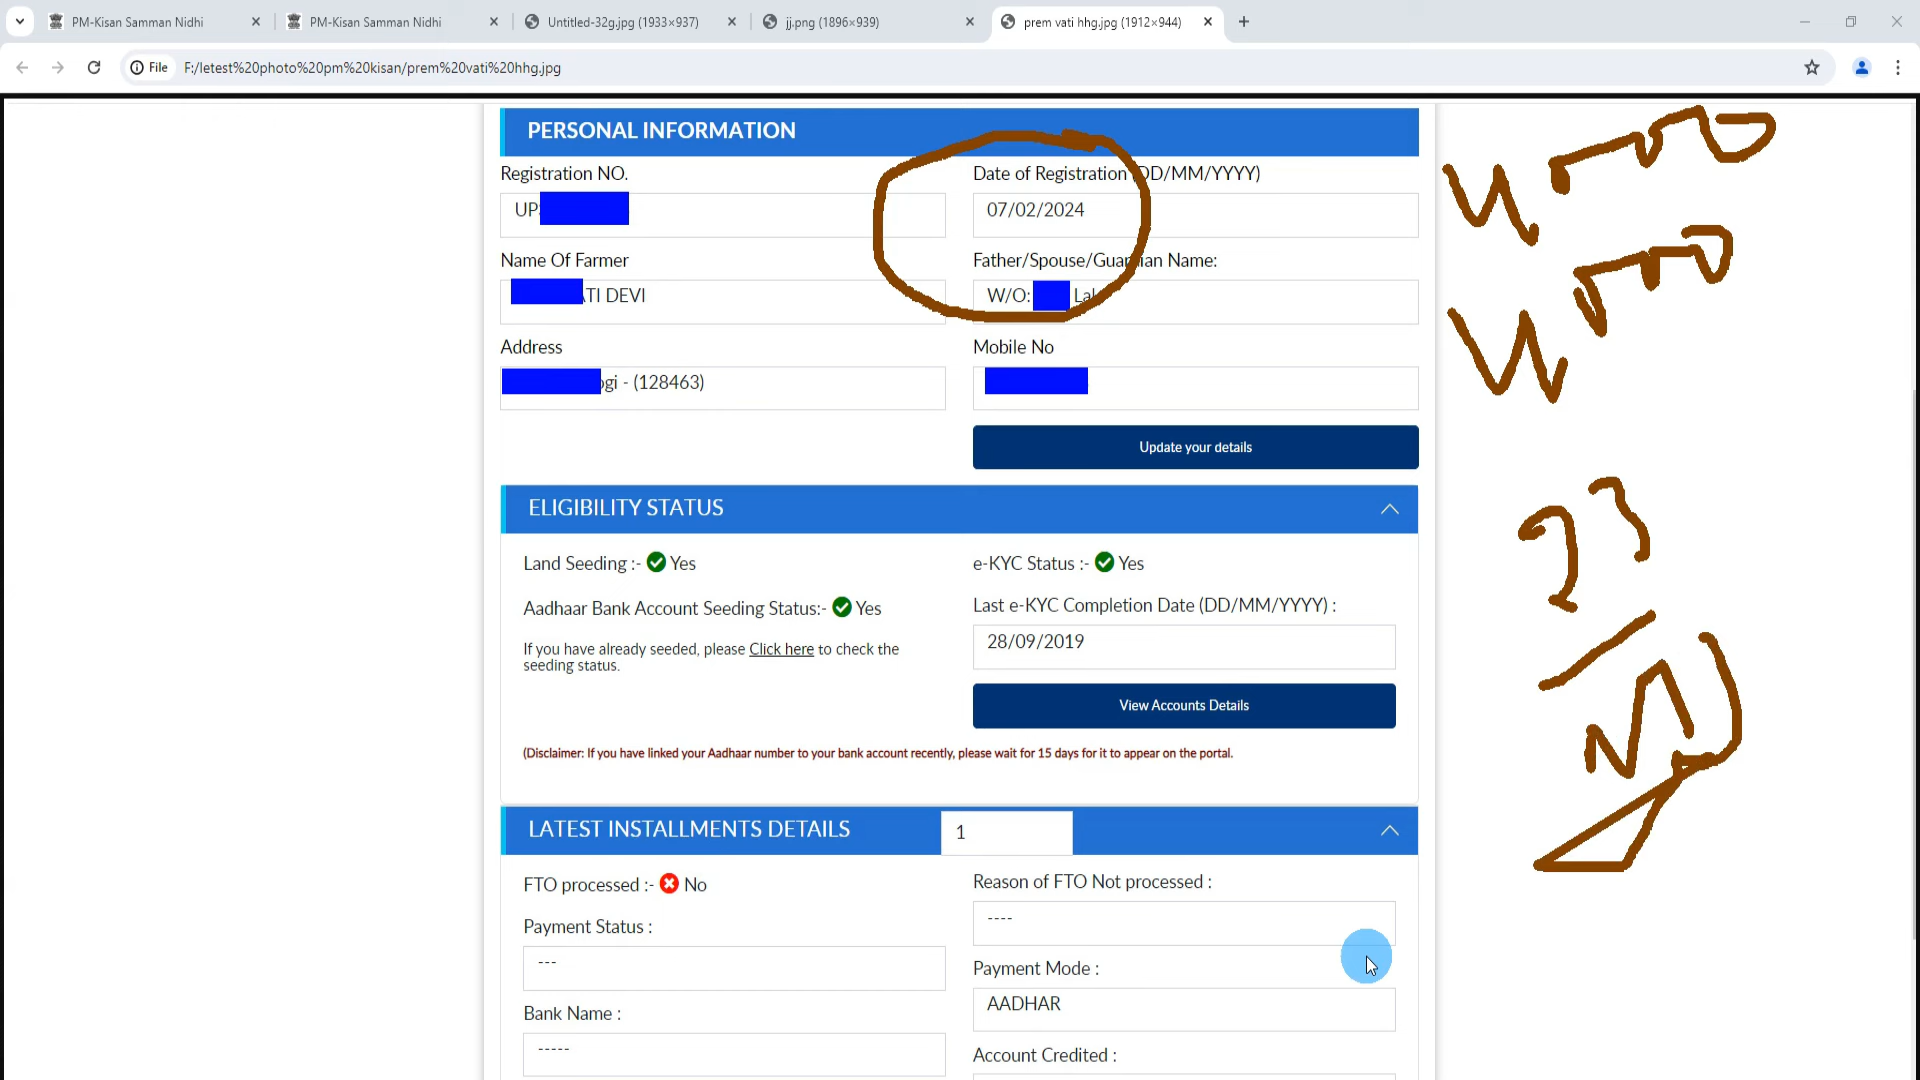 PM-Kisan Samman Nidhi
PM-Kisan Samman Nidhi
Untitled-32g.jpg (1933×937)
jj.png (1896×939)
prem vati hhg.jpg (1912×944)
File F:/letest%20photo%20pm%20kisan/prem%20vati%20hhg.jpg
PERSONAL INFORMATION
Registration NO.
Date of Registration (DD/MM/YYYY)
UP
07/02/2024
Name Of Farmer
Father/Spouse/Guardian Name:
TI DEVI
W/O:
Address
Mobile No
gi - (128463)
Update your details
ELIGIBILITY STATUS
Land Seeding :- Yes
e-KYC Status :- Yes
Aadhaar Bank Account Seeding Status:- Yes
Last e-KYC Completion Date (DD/MM/YYYY) :
If you have already seeded, please Click here to check the
seeding status.
28/09/2019
View Accounts Details
(Disclaimer: If you have linked your Aadhaar number to your bank account recently, please wait for 15 days for it to appear on the portal.
LATEST INSTALLMENTS DETAILS
1
FTO processed :- No
Reason of FTO Not processed :
----
Payment Status :
---
Payment Mode :
AADHAR
Bank Name :
-----
Account Credited :